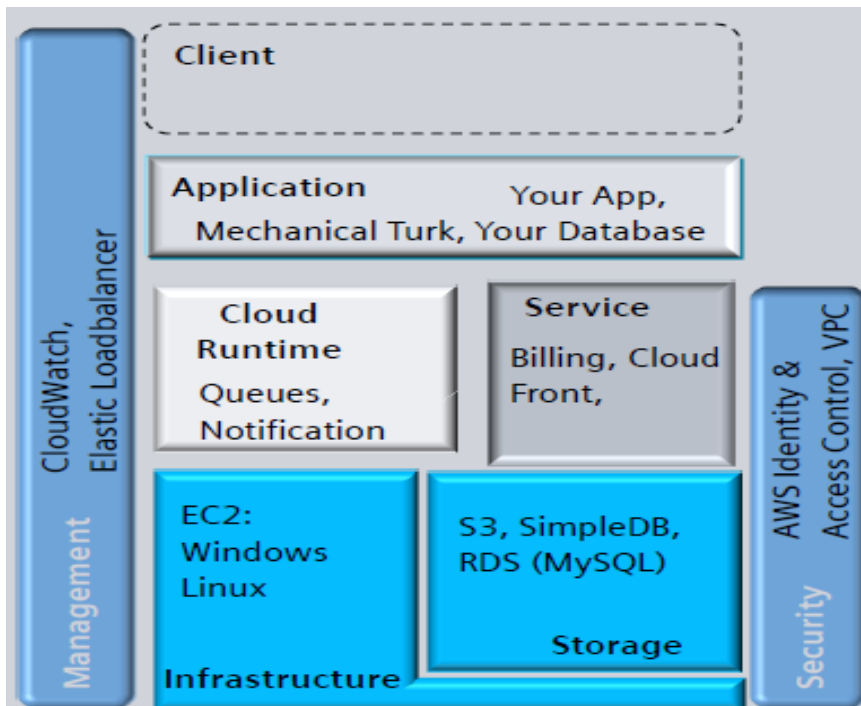 Client
Application
Your App,
Mechanical Turk, Your Database
Cloud
Runtime
Queues,
Notification
Service
Billing, Cloud
Front,
EC2:
Windows
Linux
Infrastructure
S3, SimpleDB,
RDS (MySQL)
Storage
CloudWatch,
Elastic Loadbalancer
Management
AWS Identity &
Access Control, VPC
Security